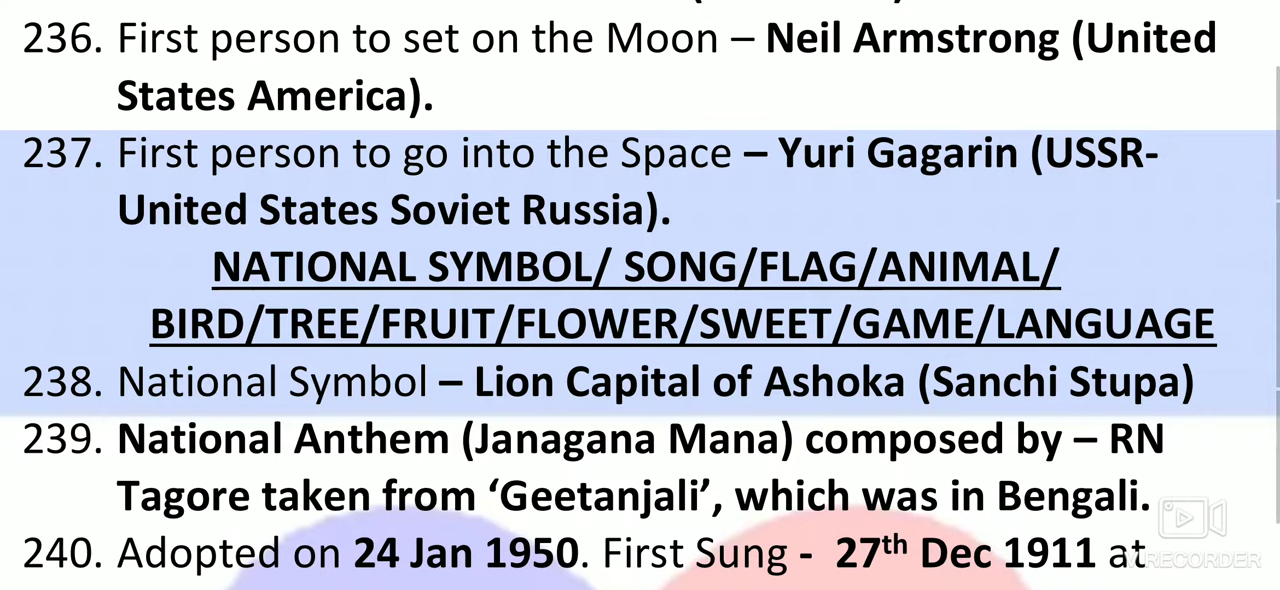 236. First person to set on the Moon – Neil Armstrong (United
States America).
237. First person to go into the Space – Yuri Gagarin (USSR-
United States Soviet Russia).
NATIONAL SYMBOL/ SONG/FLAG/ANIMAL/
BIRD/TREE/FRUIT/FLOWER/SWEET/GAME/LANGUAGE
238. National Symbol – Lion Capital of Ashoka (Sanchi Stupa)
239. National Anthem (Janagana Mana) composed by – RN
Tagore taken from ‘Geetanjali’, which was in Bengali.
240. Adopted on 24 Jan 1950. First Sung - 27th Dec 1911 at
V RECORDER